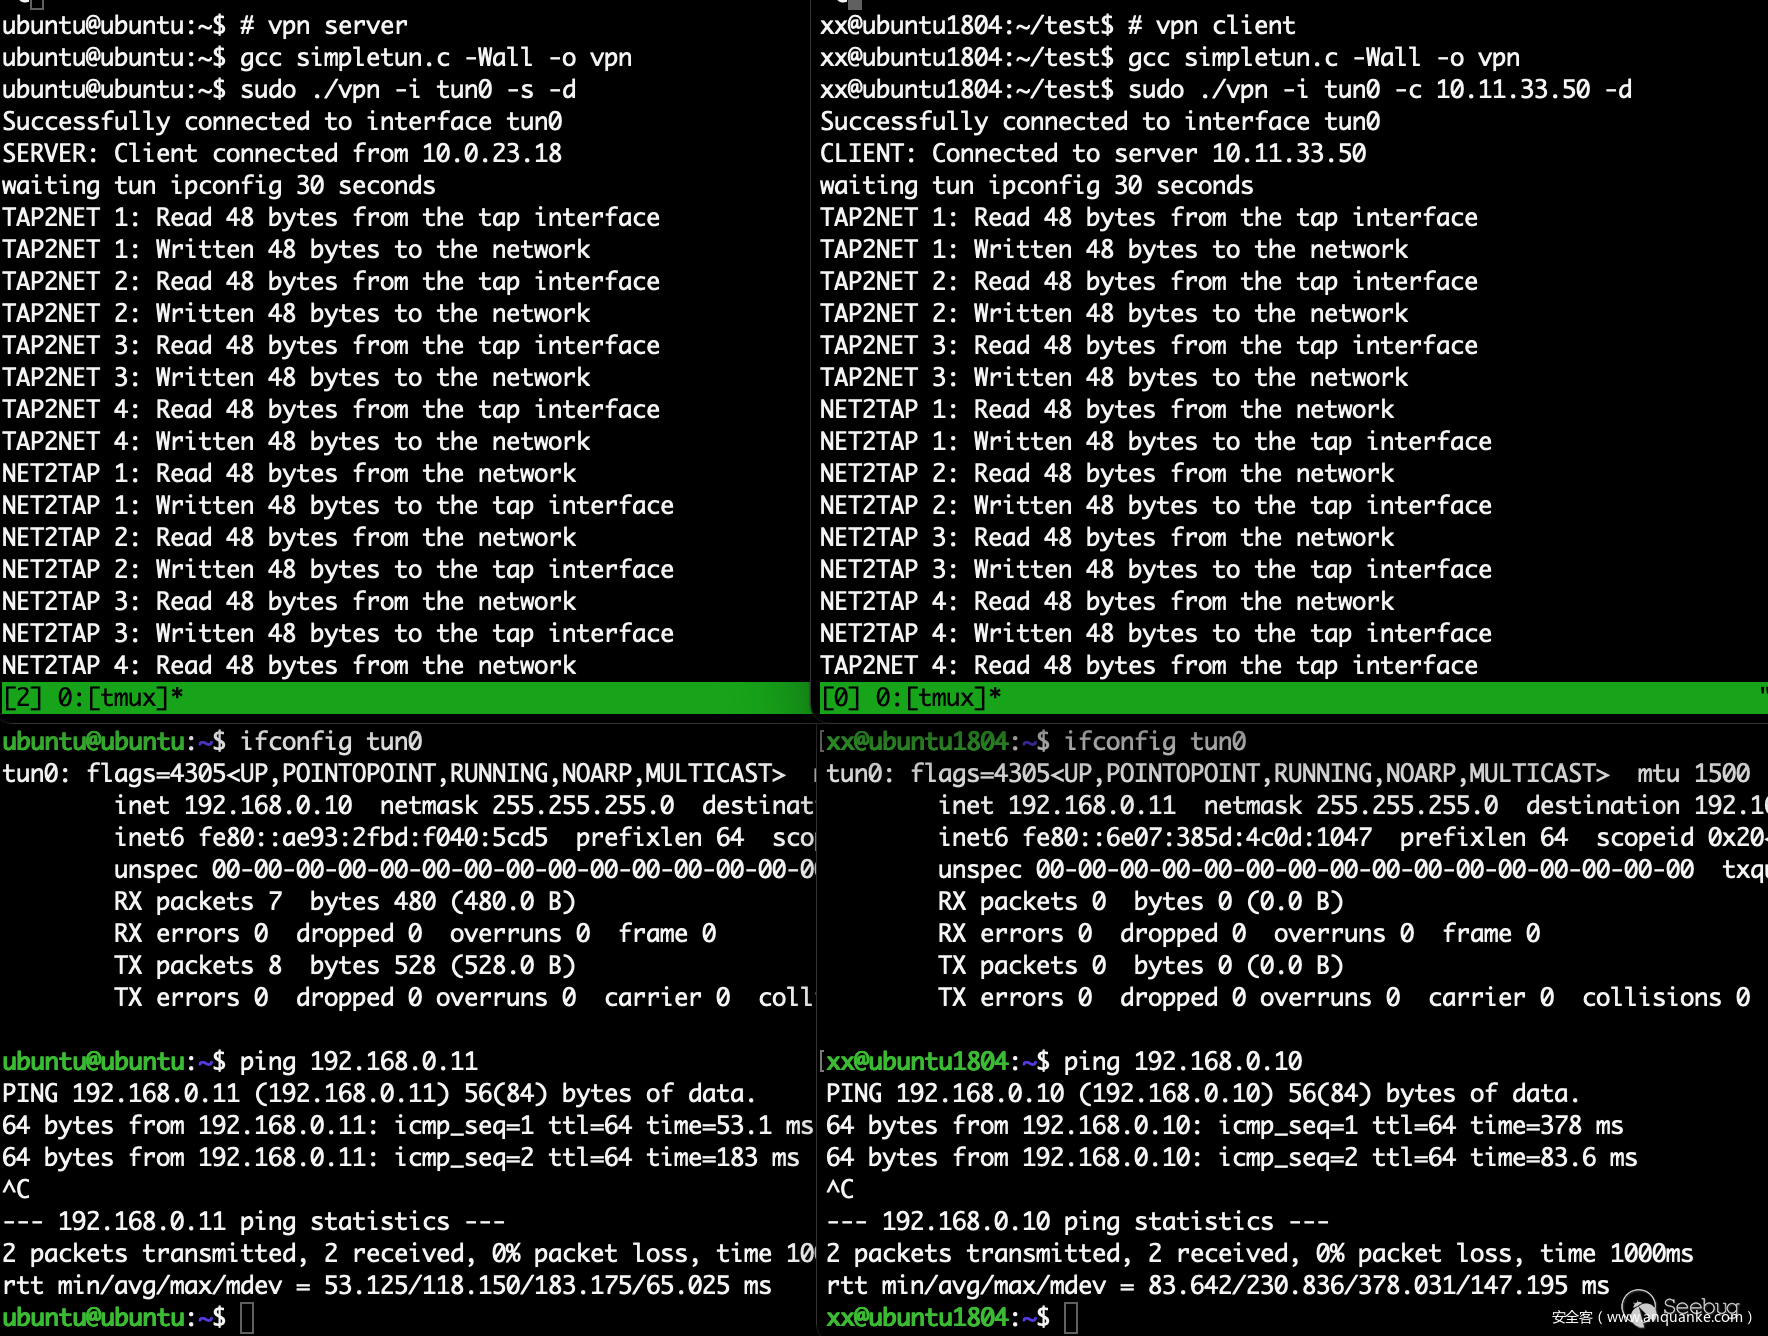 ubuntu@ubuntu:~$ # vpn server
ubuntu@ubuntu:~$ gcc simpletun.c -Wall -o vpn
ubuntu@ubuntu:~$ sudo ./vpn -i tun0 -s -d
Successfully connected to interface tun0
SERVER: Client connected from 10.0.23.18
waiting tun ipconfig 30 seconds
TAP2NET 1: Read 48 bytes from the tap interface
TAP2NET 1: Written 48 bytes to the network
TAP2NET 2: Read 48 bytes from the tap interface
TAP2NET 2: Written 48 bytes to the network
TAP2NET 3: Read 48 bytes from the tap interface
TAP2NET 3: Written 48 bytes to the network
TAP2NET 4: Read 48 bytes from the tap interface
TAP2NET 4: Written 48 bytes to the network
NET2TAP 1: Read 48 bytes from the network
NET2TAP 1: Written 48 bytes to the tap interface
NET2TAP 2: Read 48 bytes from the network
NET2TAP 2: Written 48 bytes to the tap interface
NET2TAP 3: Read 48 bytes from the network
NET2TAP 3: Written 48 bytes to the tap interface
NET2TAP 4: Read 48 bytes from the network
[2] 0:[tmux]*
xx@ubuntu1804:~/test$ # vpn client
xx@ubuntu1804:~/test$ gcc simpletun.c -Wall -o vpn
xx@ubuntu1804:~/test$ sudo ./vpn -i tun0 -c 10.11.33.50 -d
Successfully connected to interface tun0
CLIENT: Connected to server 10.11.33.50
waiting tun ipconfig 30 seconds
TAP2NET 1: Read 48 bytes from the tap interface
TAP2NET 1: Written 48 bytes to the network
TAP2NET 2: Read 48 bytes from the tap interface
TAP2NET 2: Written 48 bytes to the network
TAP2NET 3: Read 48 bytes from the tap interface
TAP2NET 3: Written 48 bytes to the network
NET2TAP 1: Read 48 bytes from the network
NET2TAP 1: Written 48 bytes to the tap interface
NET2TAP 2: Read 48 bytes from the network
NET2TAP 2: Written 48 bytes to the tap interface
NET2TAP 3: Read 48 bytes from the network
NET2TAP 3: Written 48 bytes to the tap interface
NET2TAP 4: Read 48 bytes from the network
NET2TAP 4: Written 48 bytes to the tap interface
TAP2NET 4: Read 48 bytes from the tap interface
[0] 0:[tmux]* "
ubuntu@ubuntu:~$ ifconfig tun0
tun0: flags=4305<UP,POINTOPOINT,RUNNING,NOARP,MULTICAST>
inet 192.168.0.10 netmask 255.255.255.0 destinat
inet6 fe80::ae93:2fbd:f040:5cd5 prefixlen 64 sco
unspec 00-00-00-00-00-00-00-00-00-00-00-00-00-00-0
RX packets 7 bytes 480 (480.0 B)
RX errors 0 dropped 0 overruns 0 frame 0
TX packets 8 bytes 528 (528.0 B)
TX errors 0 dropped 0 overruns 0 carrier 0 coll
ubuntu@ubuntu:~$ ping 192.168.0.11
PING 192.168.0.11 (192.168.0.11) 56(84) bytes of data.
64 bytes from 192.168.0.11: icmp_seq=1 ttl=64 time=53.1 ms
64 bytes from 192.168.0.11: icmp_seq=2 ttl=64 time=183 ms
^C
--- 192.168.0.11 ping statistics ---
2 packets transmitted, 2 received, 0% packet loss, time 10
rtt min/avg/max/mdev = 53.125/118.150/183.175/65.025 ms
ubuntu@ubuntu:~$
[xx@ubuntu1804:~$ ifconfig tun0
tun0: flags=4305<UP,POINTOPOINT,RUNNING,NOARP,MULTICAST> mtu 1500
inet 192.168.0.11 netmask 255.255.255.0 destination 192.16
inet6 fe80::6e07:385d:4c0d:1047 prefixlen 64 scopeid 0x20
unspec 00-00-00-00-00-00-00-00-00-00-00-00-00-00-00-00 txqu
RX packets 0 bytes 0 (0.0 B)
RX errors 0 dropped 0 overruns 0 frame 0
TX packets 0 bytes 0 (0.0 B)
TX errors 0 dropped 0 overruns 0 carrier 0 collisions 0
[xx@ubuntu1804:~$ ping 192.168.0.10
PING 192.168.0.10 (192.168.0.10) 56(84) bytes of data.
64 bytes from 192.168.0.10: icmp_seq=1 ttl=64 time=378 ms
64 bytes from 192.168.0.10: icmp_seq=2 ttl=64 time=83.6 ms
^C
--- 192.168.0.10 ping statistics ---
2 packets transmitted, 2 received, 0% packet loss, time 1000ms
rtt min/avg/max/mdev = 83.642/230.836/378.031/147.195 ms
xx@ubuntu1804:~$
Seebug
安全客（www.anquanke.com）